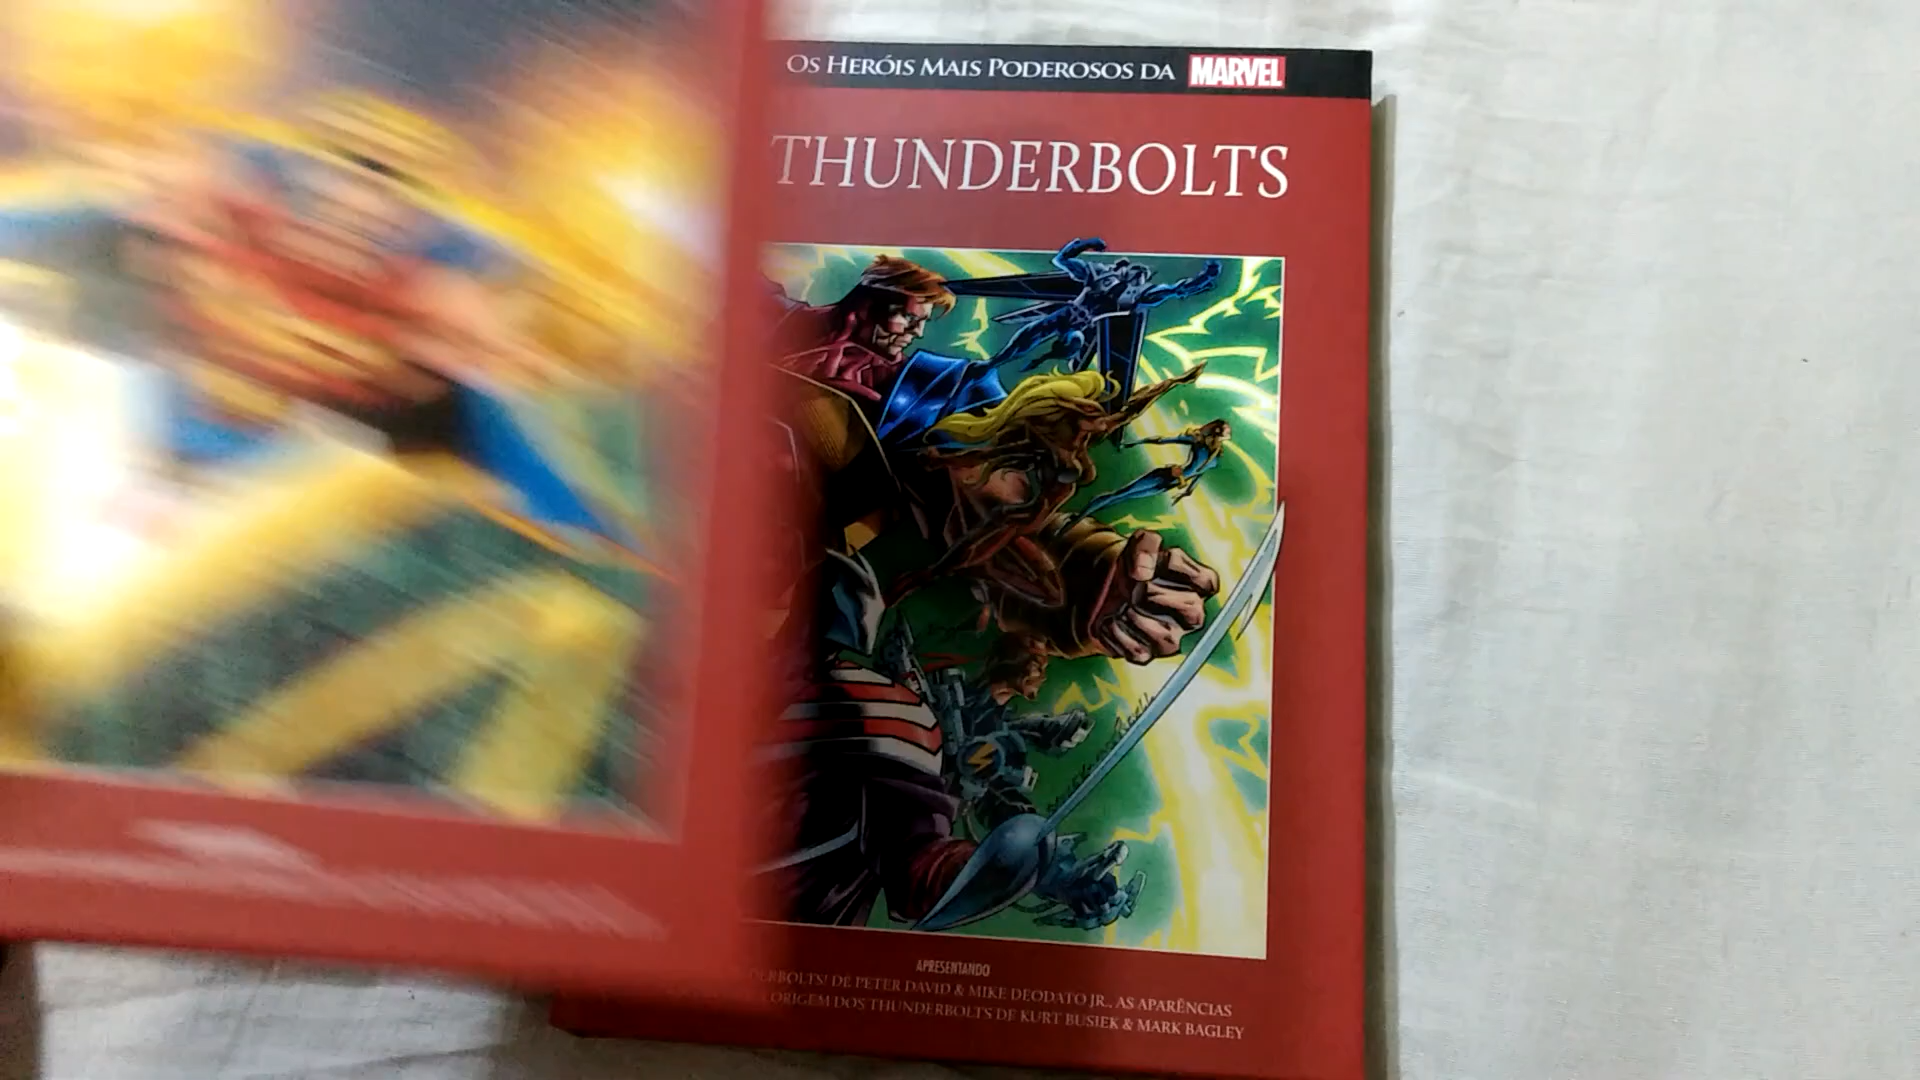 OS HERÓIS MAIS PODEROSOS DA MARVEL
THUNDERBOLTS
APRESENTANDO
DE PETER DAVID & MIKE DEODATO JR., AS APARÊNCIAS
ORIGEM DOS THUNDERBOLTS DE KURT BUSIEK & MARK BAGLEY